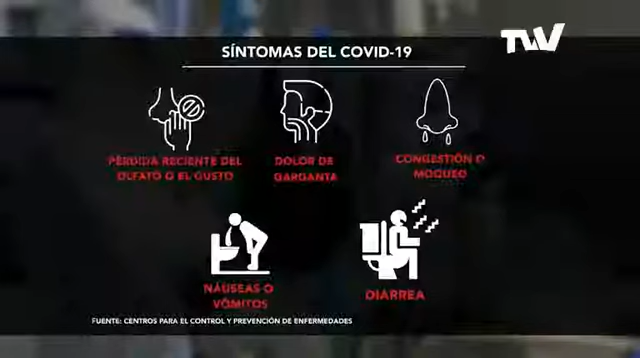 TVV
SÍNTOMAS DEL COVID-19
PÉRDIDA RECIENTE DEL
OLFATO O EL GUSTO
DOLOR DE
GARGANTA
CONGESTIÓN O
MOQUEO
NÁUSEAS O
VÓMITOS
DIARREA
FUENTE: CENTROS PARA EL CONTROL Y PREVENCIÓN DE ENFERMEDADES